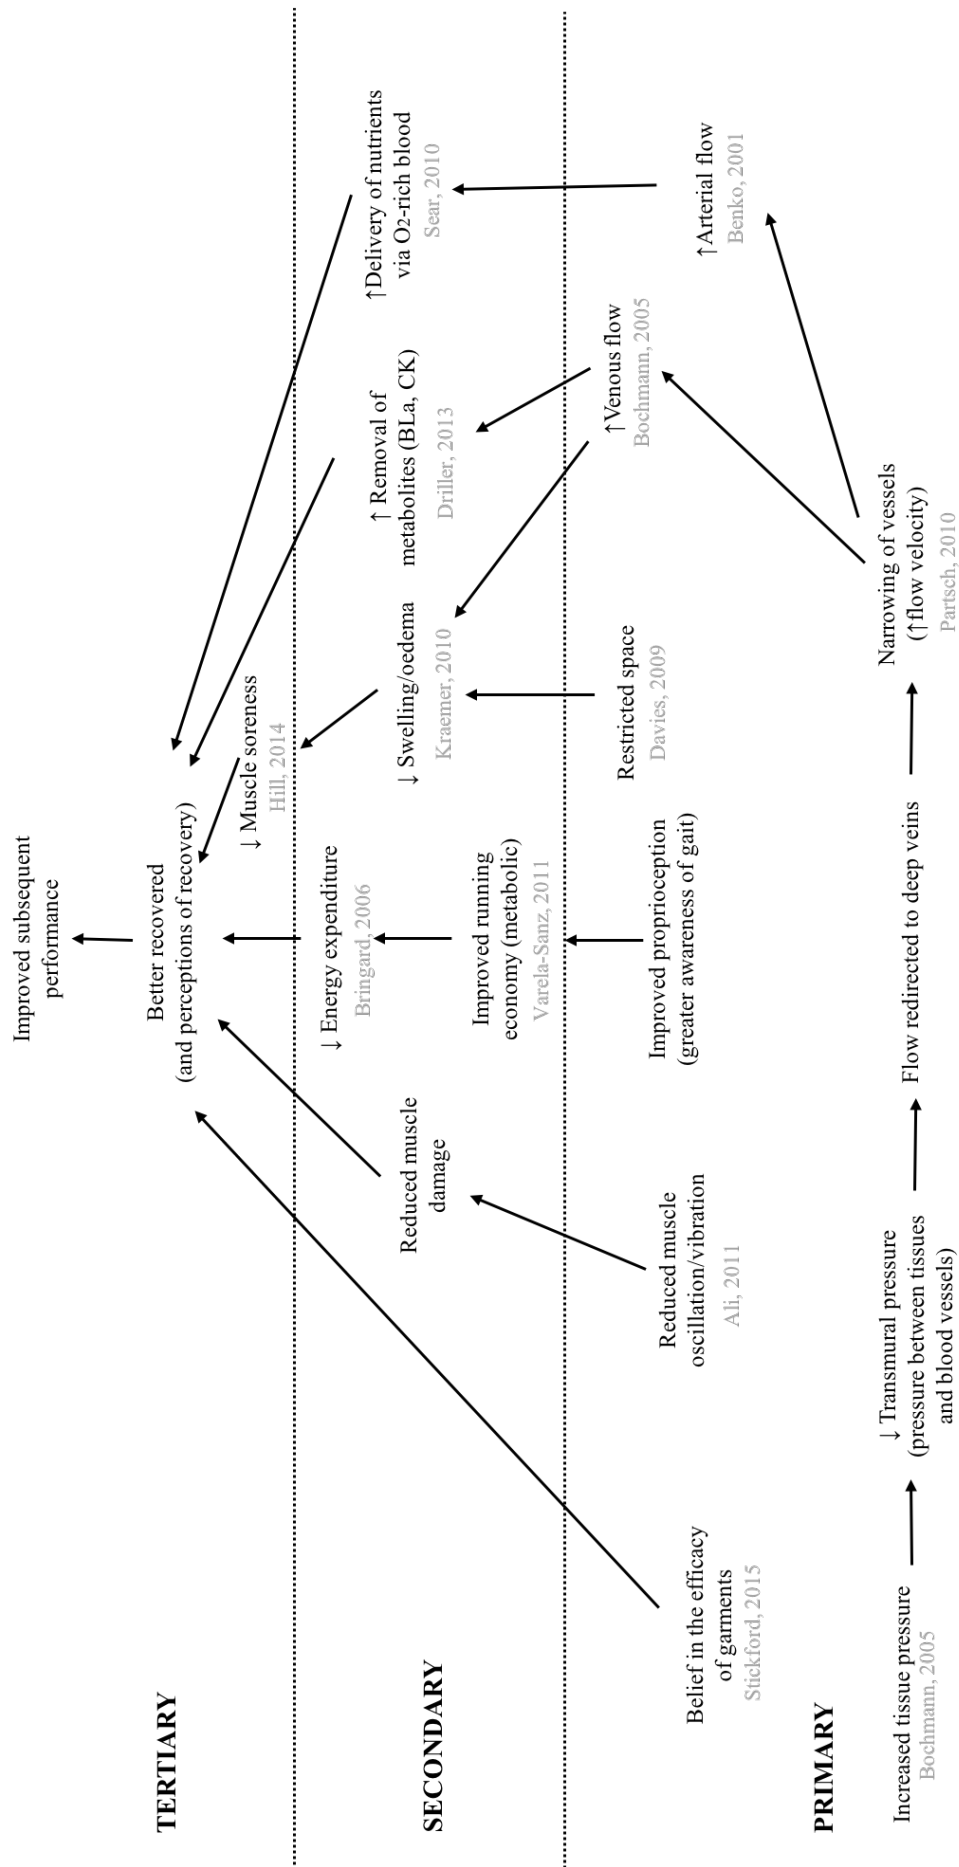 Improved subsequent
performance
TERTIARY
Better recovered
(and perceptions of recovery)
↓ Muscle soreness
Hill, 2014
SECONDARY
Reduced muscle
damage
↓ Energy expenditure
Bringard, 2006
Improved running
economy (metabolic)
Varela-Sanz, 2011
↓ Swelling/oedema
Kraemer, 2010
↑ Removal of
metabolites (BLa, CK)
Driller, 2013
↑Delivery of nutrients
via O2-rich blood
Sear, 2010
PRIMARY
Belief in the efficacy
of garments
Stickford, 2015
Reduced muscle
oscillation/vibration
Ali, 2011
Improved proprioception
(greater awareness of gait)
Restricted space
Davies, 2009
↑Venous flow
Bochmann, 2005
↑Arterial flow
Benko, 2001
Increased tissue pressure
Bochmann, 2005
↓ Transmural pressure
(pressure between tissues
and blood vessels)
Flow redirected to deep veins
Narrowing of vessels
(↑flow velocity)
Partsch, 2010